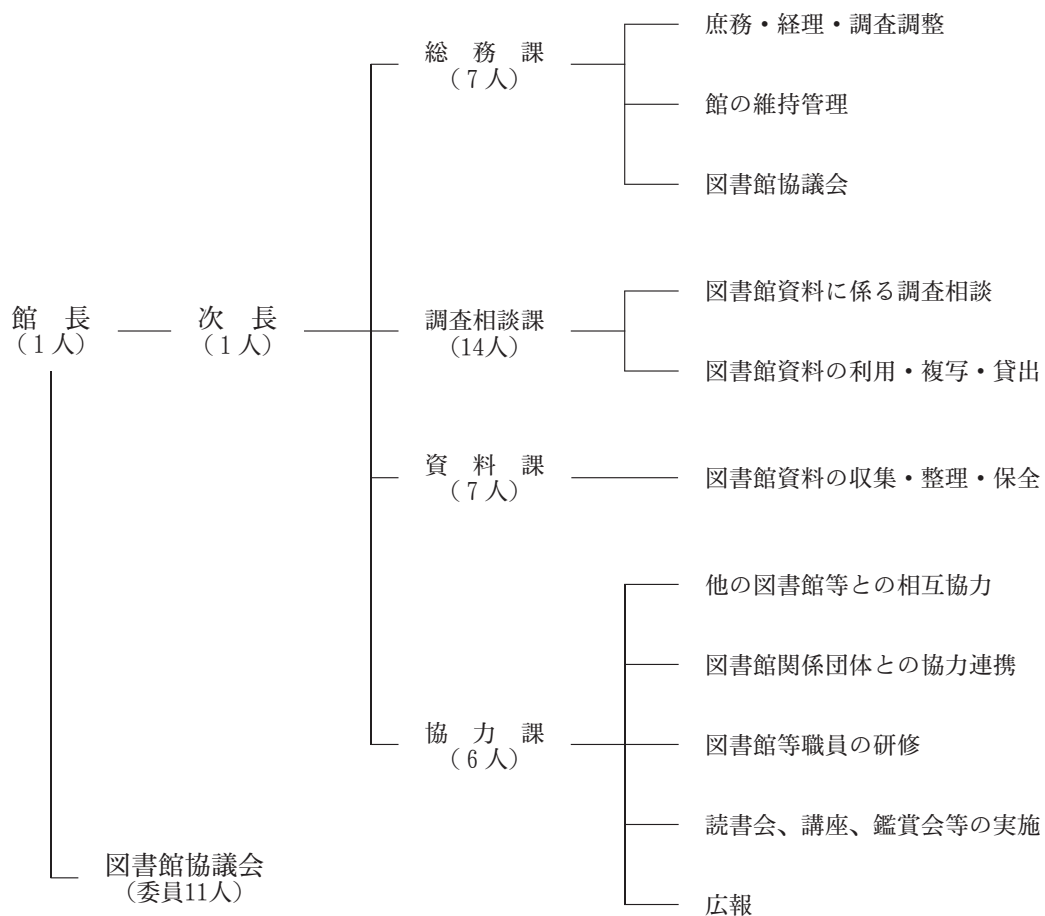 館　長
（1人）
次　長
（1人）
総　務　課
（7人）
庶務・経理・調査調整
館の維持管理
図書館協議会
調査相談課
（14人）
図書館資料に係る調査相談
図書館資料の利用・複写・貸出
資　料　課
（7人）
図書館資料の収集・整理・保全
協　力　課
（6人）
他の図書館等との相互協力
図書館関係団体との協力連携
図書館等職員の研修
読書会、講座、鑑賞会等の実施
広報
図書館協議会
（委員11人）